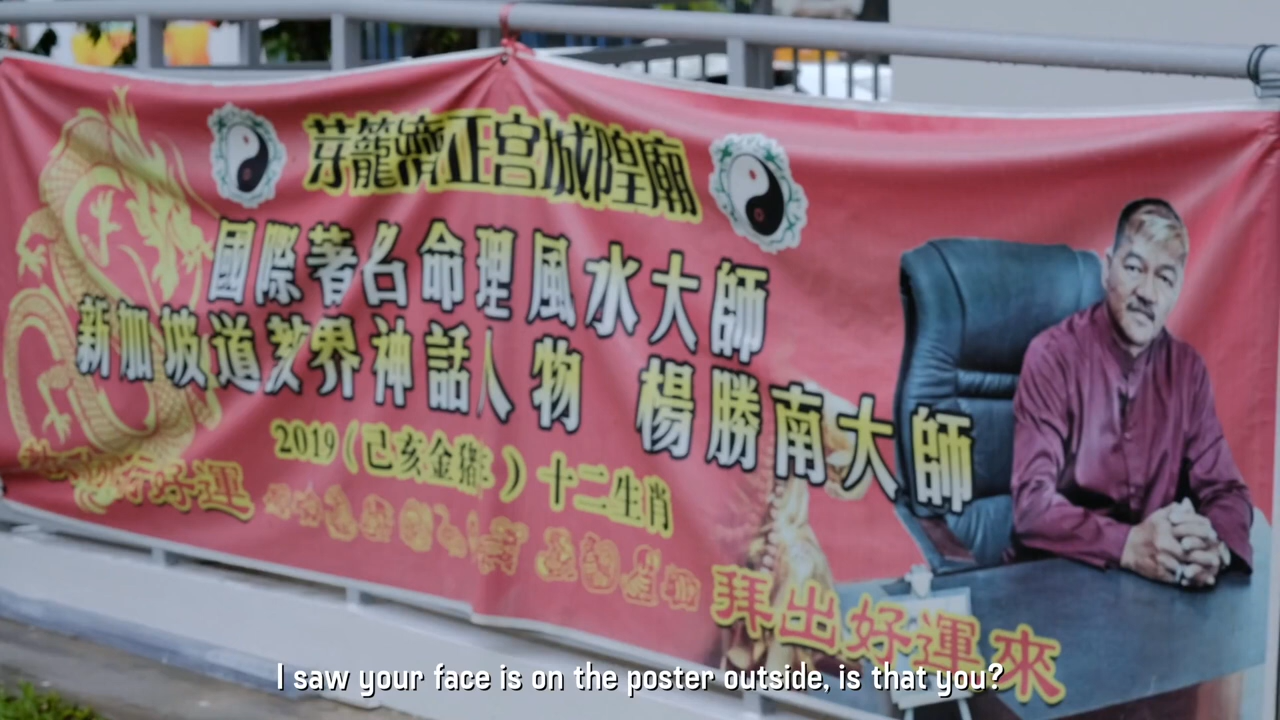 芽籠濟正宮城隍廟
國際著名命理風水大師
新加坡道教界神話人物 楊勝南大師
2019(己亥金豬年)十二生肖
好運
拜出好運來
I saw your face is on the poster outside, is that you?